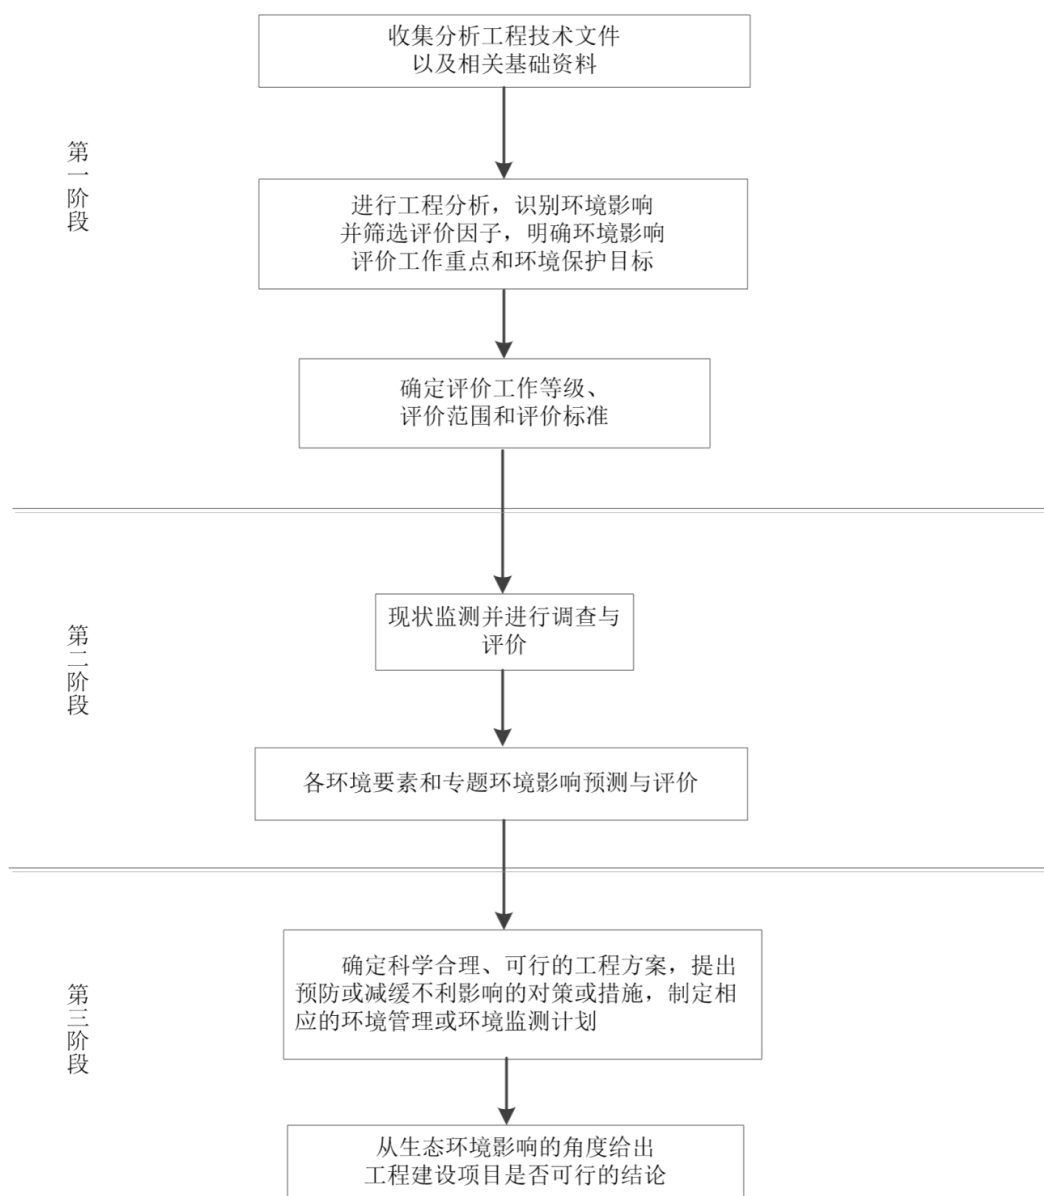 收集分析工程技术文件
以及相关基础资料
第一阶段
进行工程分析，识别环境影响
并筛选评价因子，明确环境影响
评价工作重点和环境保护目标
确定评价工作等级、
评价范围和评价标准
第二阶段
现状监测并进行调查与
评价
各环境要素和专题环境影响预测与评价
第三阶段
确定科学合理、可行的工程方案，提出
预防或减缓不利影响的对策或措施，制定相
应的环境管理或环境监测计划
从生态环境影响的角度给出
工程建设项目是否可行的结论